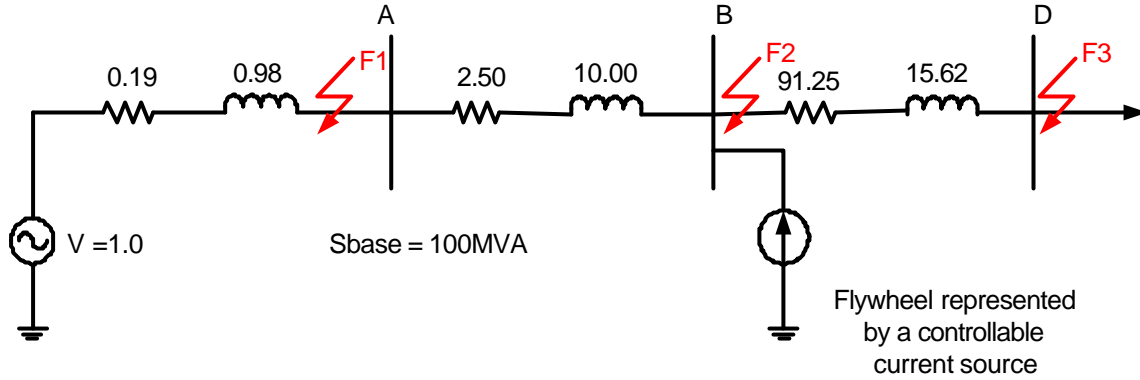 A
B
D
0.19
0.98
F1
2.50
10.00
F2
91.25
15.62
F3
V =1.0
Sbase = 100MVA
Flywheel represented
by a controllable
current source